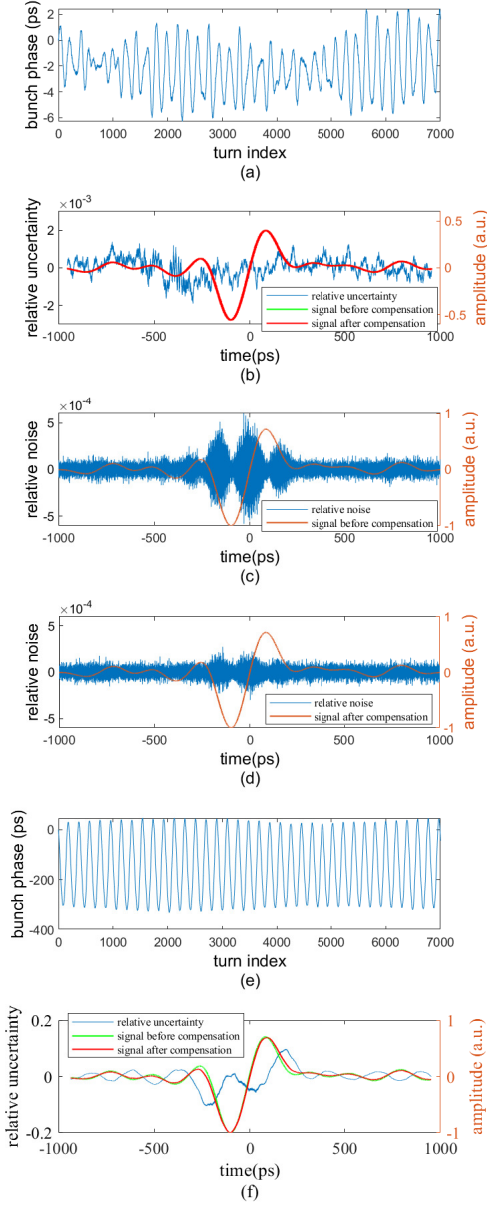 bunch phase (ps)
2
0
-2
-4
-6
0 1000 2000 3000 4000 5000 6000 7000
turn index
(a)
×10-3
relative uncertainty
2
0
-2
0.5
0
-0.6
amplitude (a.u.)
relative uncertainty
signal before compensation
signal after compensation
-1000 -500 0 500 1000
time(ps)
(b)
×10-4
relative noise
5
0
-5
1
0
-1
amplitude (a.u.)
relative noise
signal before compensation
-1000 -500 0 500 1000
time(ps)
(c)
×10-4
relative noise
5
0
-5
1
0
-1
amplitude (a.u.)
relative noise
signal after compensation
-1000 -500 0 500 1000
time(ps)
(d)
bunch phase (ps)
0
-200
-400
0 1000 2000 3000 4000 5000 6000 7000
turn index
(e)
relative uncertainty
0.2
0
-0.2
1
0
-1
amplitude (a.u.)
relative uncertainty
signal before compensation
signal after compensation
-1000 -500 0 500 1000
time(ps)
(f)